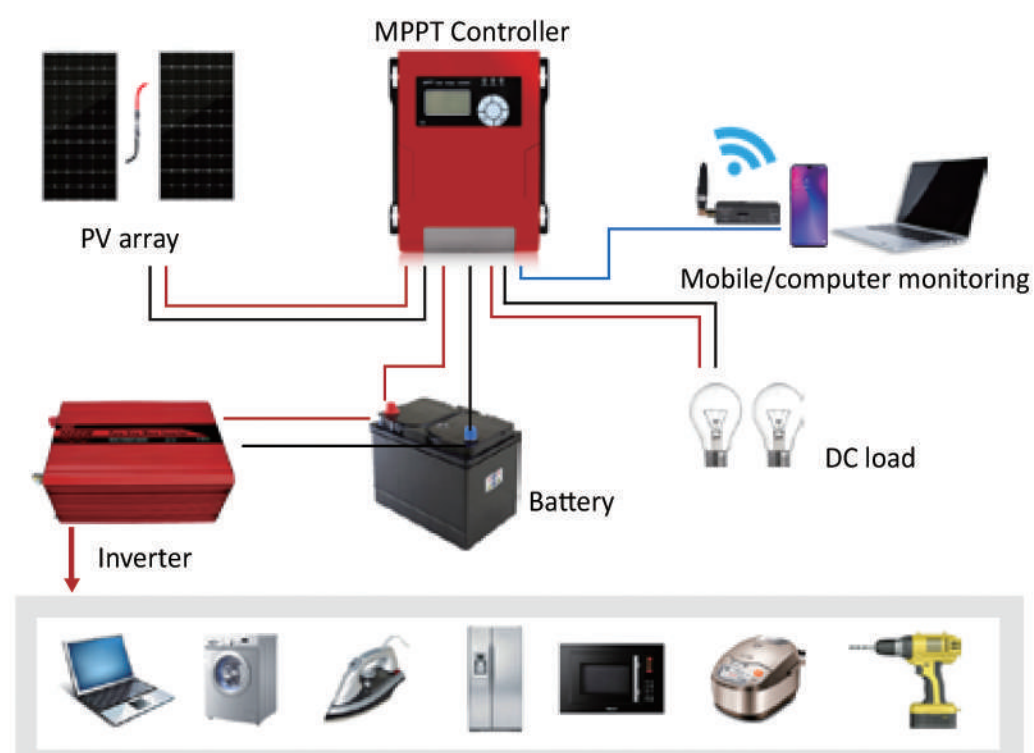 MPPT Controller
PV array
Mobile/computer monitoring
DC load
Battery
Inverter